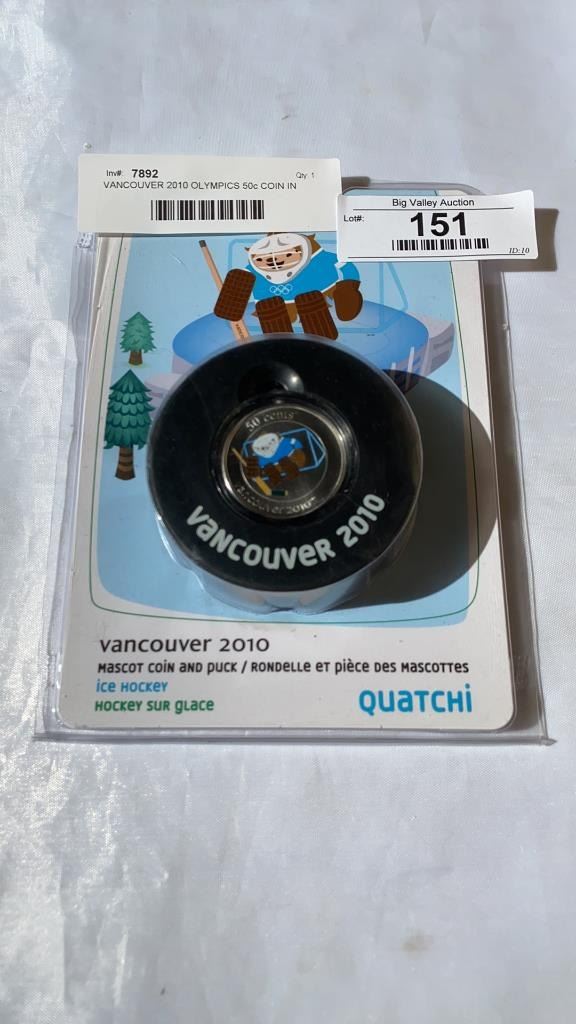 Inv#: 7892 Qty: 1
VANCOUVER 2010 OLYMPICS 50c COIN IN
Big Valley Auction
Lot#: 151
ID:10
50 cents
vancouver 2010
vancouver 2010
vancouver 2010
mascot coin and puck / rondelle et pièce des mascottes
ice hockey
hockey sur glace
quatchi